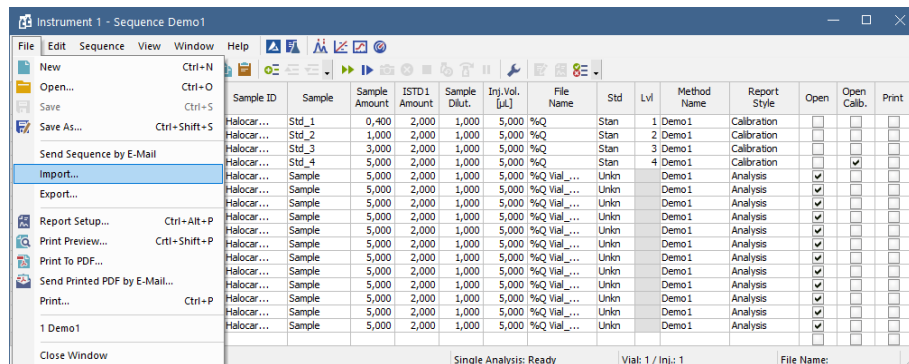 Instrument 1 - Sequence Demo1
File Edit Sequence View Window Help
New Ctrl+N
Open... Ctrl+O
Save Ctrl+S
Save As... Ctrl+Shift+S
Send Sequence by E-Mail
Import...
Export...
Report Setup... Ctrl+Alt+P
Print Preview... Crtl+Shift+P
Print To PDF...
Send Printed PDF by E-Mail...
Print... Ctrl+P
1 Demo1
Close Window
Sample ID Sample Sample Amount ISTD1 Amount Sample Dilut. Inj.Vol. [µL] File Name Std Lvl Method Name Report Style Open Open Calib. Print
Halocar... Std_1 0,400 2,000 1,000 5,000 %Q Stan 1 Demo1 Calibration
Halocar... Std_2 1,000 2,000 1,000 5,000 %Q Stan 2 Demo1 Calibration
Halocar... Std_3 3,000 2,000 1,000 5,000 %Q Stan 3 Demo1 Calibration
Halocar... Std_4 5,000 2,000 1,000 5,000 %Q Stan 4 Demo1 Calibration
Halocar... Sample 5,000 2,000 1,000 5,000 %Q Vial_... Unkn Demo1 Analysis
Halocar... Sample 5,000 2,000 1,000 5,000 %Q Vial_... Unkn Demo1 Analysis
Halocar... Sample 5,000 2,000 1,000 5,000 %Q Vial_... Unkn Demo1 Analysis
Halocar... Sample 5,000 2,000 1,000 5,000 %Q Vial_... Unkn Demo1 Analysis
Halocar... Sample 5,000 2,000 1,000 5,000 %Q Vial_... Unkn Demo1 Analysis
Halocar... Sample 5,000 2,000 1,000 5,000 %Q Vial_... Unkn Demo1 Analysis
Halocar... Sample 5,000 2,000 1,000 5,000 %Q Vial_... Unkn Demo1 Analysis
Halocar... Sample 5,000 2,000 1,000 5,000 %Q Vial_... Unkn Demo1 Analysis
Halocar... Sample 5,000 2,000 1,000 5,000 %Q Vial_... Unkn Demo1 Analysis
Halocar... Sample 5,000 2,000 1,000 5,000 %Q Vial_... Unkn Demo1 Analysis
Halocar... Sample 5,000 2,000 1,000 5,000 %Q Vial_... Unkn Demo1 Analysis
Halocar... Sample 5,000 2,000 1,000 5,000 %Q Vial_... Unkn Demo1 Analysis
Single Analysis: Ready Vial: 1 / Inj.: 1 File Name: